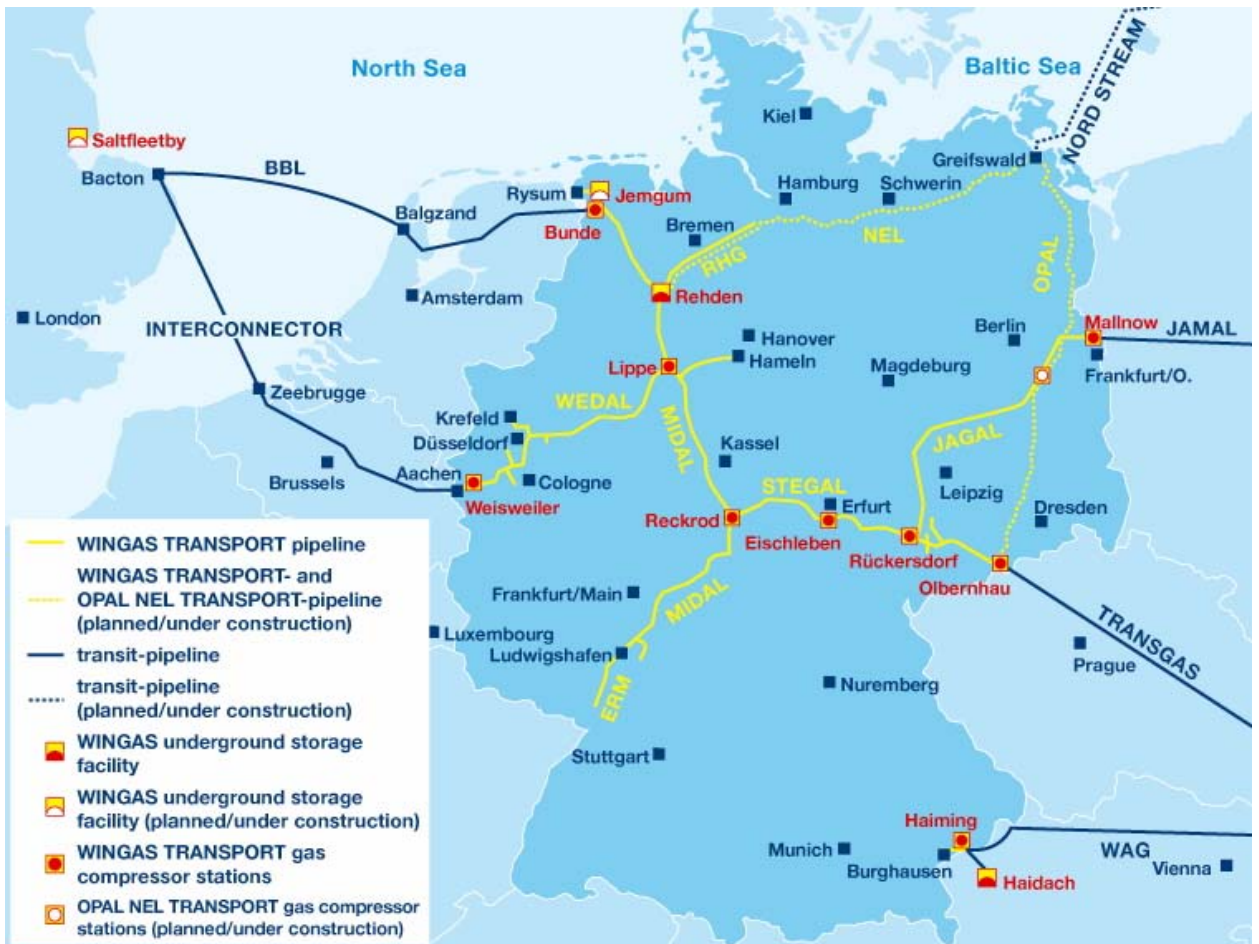 North Sea
Baltic Sea
NORD STREAM
Kiel
Saltfleetby
Greifswald
Bacton
BBL
Rysum
Jemgum
Hamburg
Schwerin
Balgzand
Bunde
Bremen
NEL
RHG
OPAL
Rehden
Amsterdam
London
INTERCONNECTOR
Hanover
Berlin
Mallnow
JAMAL
Lippe
Hameln
Magdeburg
Frankfurt/O.
Zeebrugge
WEDAL
Krefeld
Düsseldorf
MIDAL
Kassel
JAGAL
Brussels
Aachen
Cologne
Leipzig
Weisweiler
STEGAL
Erfurt
Dresden
Reckrod
Eischleben
Rückersdorf
Olbernhau
Frankfurt/Main
MIDAL
TRANSGAS
Luxembourg
Ludwigshafen
Prague
ERM
Nuremberg
Stuttgart
Haiming
Munich
Burghausen
WAG
Vienna
Haidach
WINGAS TRANSPORT pipeline
WINGAS TRANSPORT- and
OPAL NEL TRANSPORT-pipeline
(planned/under construction)
transit-pipeline
transit-pipeline
(planned/under construction)
WINGAS underground storage
facility
WINGAS underground storage
facility (planned/under construction)
WINGAS TRANSPORT gas
compressor stations
OPAL NEL TRANSPORT gas compressor
stations (planned/under construction)